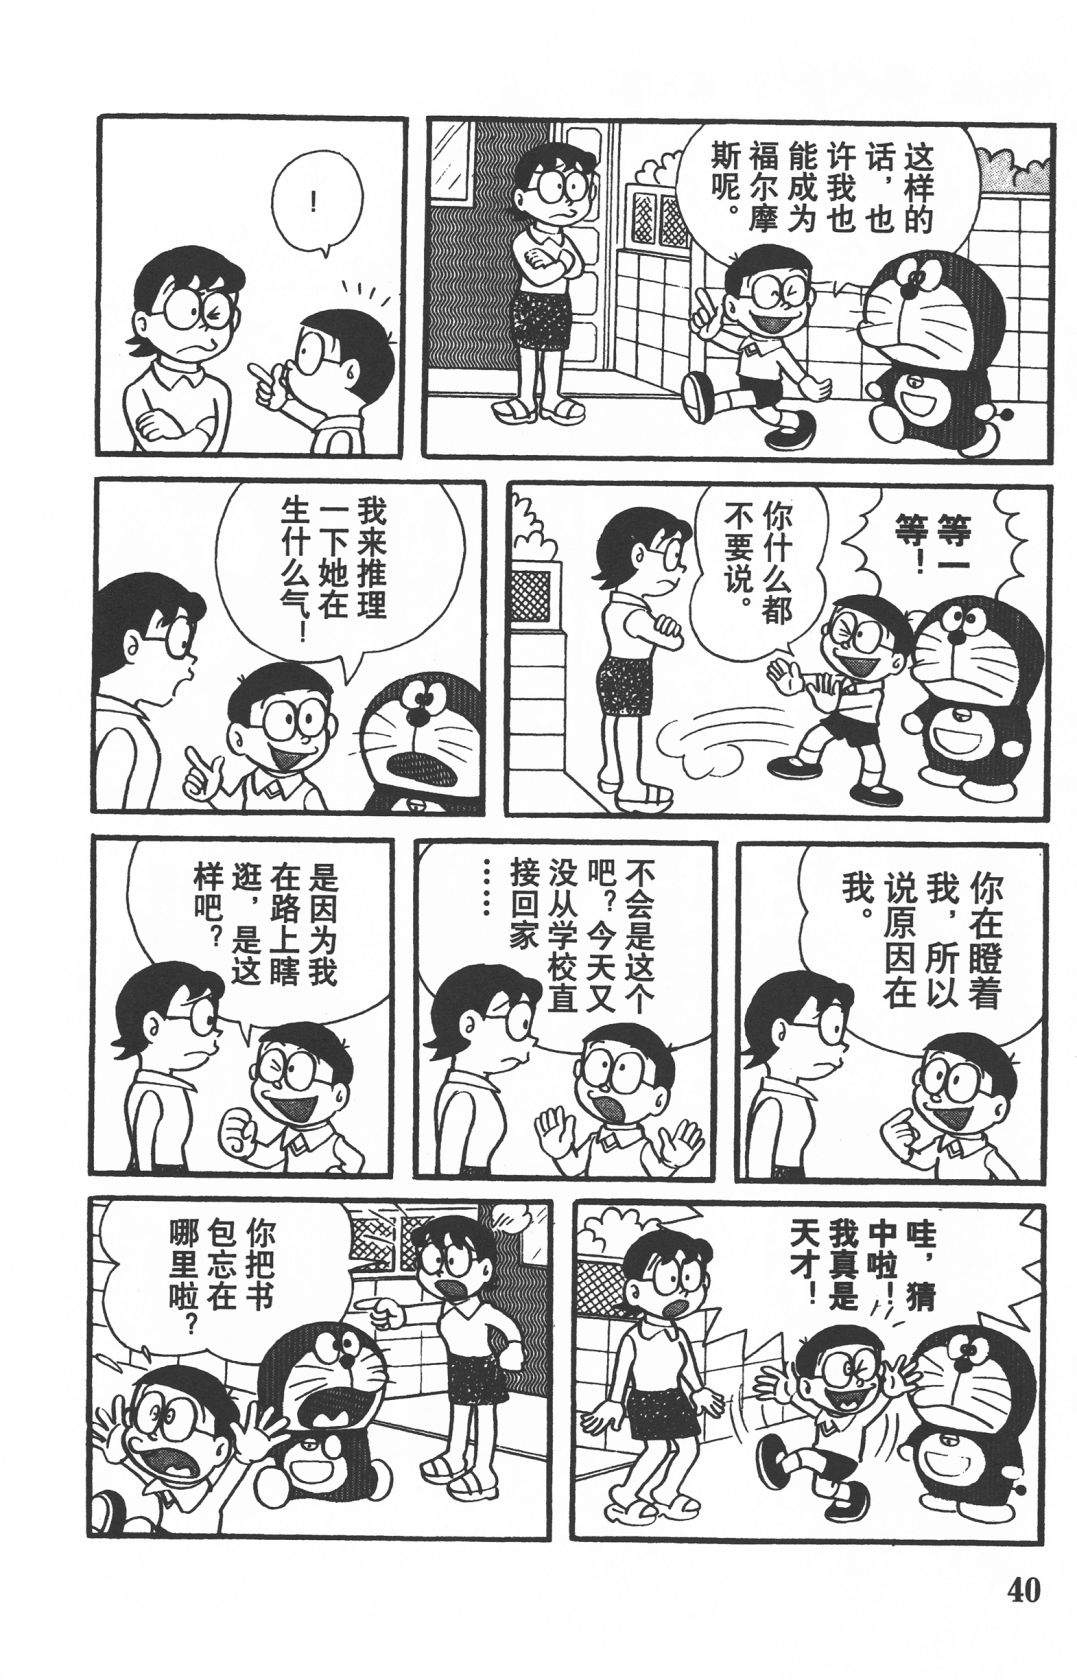 这样的
话，也
许我也
能成为
福尔摩
斯呢。
！
等一
等！
你什么都
不要说。
我来推理
一下她在
生什么气！
你在瞪着
我，所以
说原因在
我。
不会是这个
吧？今天又
没从学校直
接回家
……
是因为我
在路上瞎
逛，是这
样吧？
哇，猜
中啦！
我真是
天才！
你把书
包忘在
哪里啦？
40